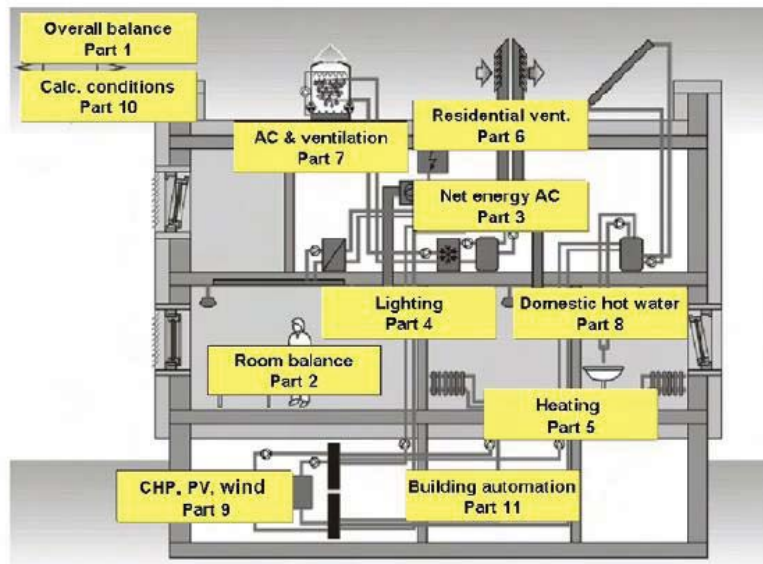 Overall balance
Part 1
Calc. conditions
Part 10
AC & ventilation
Part 7
Residential vent.
Part 6
Net energy AC
Part 3
Lighting
Part 4
Domestic hot water
Part 8
Room balance
Part 2
Heating
Part 5
CHP, PV, wind
Part 9
Building automation
Part 11